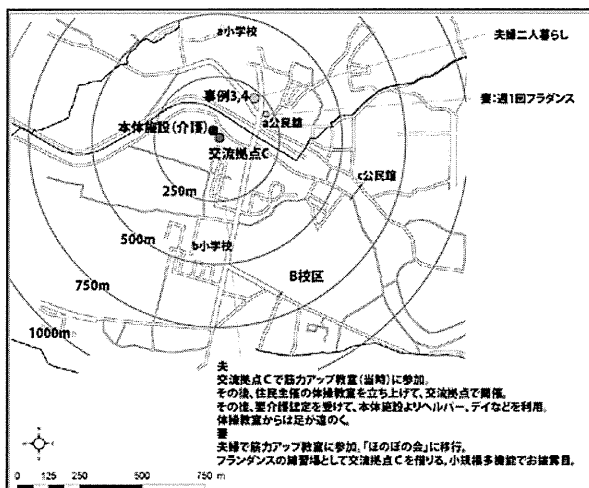 a小学校
夫婦二人暮らし
事例3,4
妻:週1回フラダンス
a公民館
本体施設(介護)
交流拠点C
c公民館
250m
500m
b小学校
B校区
750m
1000m
夫
交流拠点Cで筋力アップ教室(当時)に参加。
その後、住民主催の体操教室を立ち上げて、交流拠点で開催。
その後、要介護認定を受けて、本体施設よりヘルパー、デイなどを利用。
体操教室からは足が遠のく。
妻
夫婦で筋力アップ教室に参加。「ほのぼの会」に移行。
フランダンスの練習場として交流拠点Cを借りる。小規模多機能でお披露目。
0 125 250 500 750 m